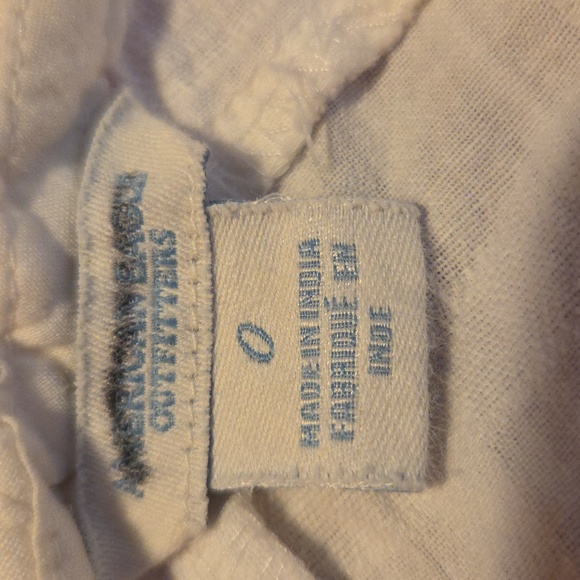 AMERICAN EAGLE
OUTFITTERS
0
MADE IN INDIA
FABRIQUÉ EN
INDE